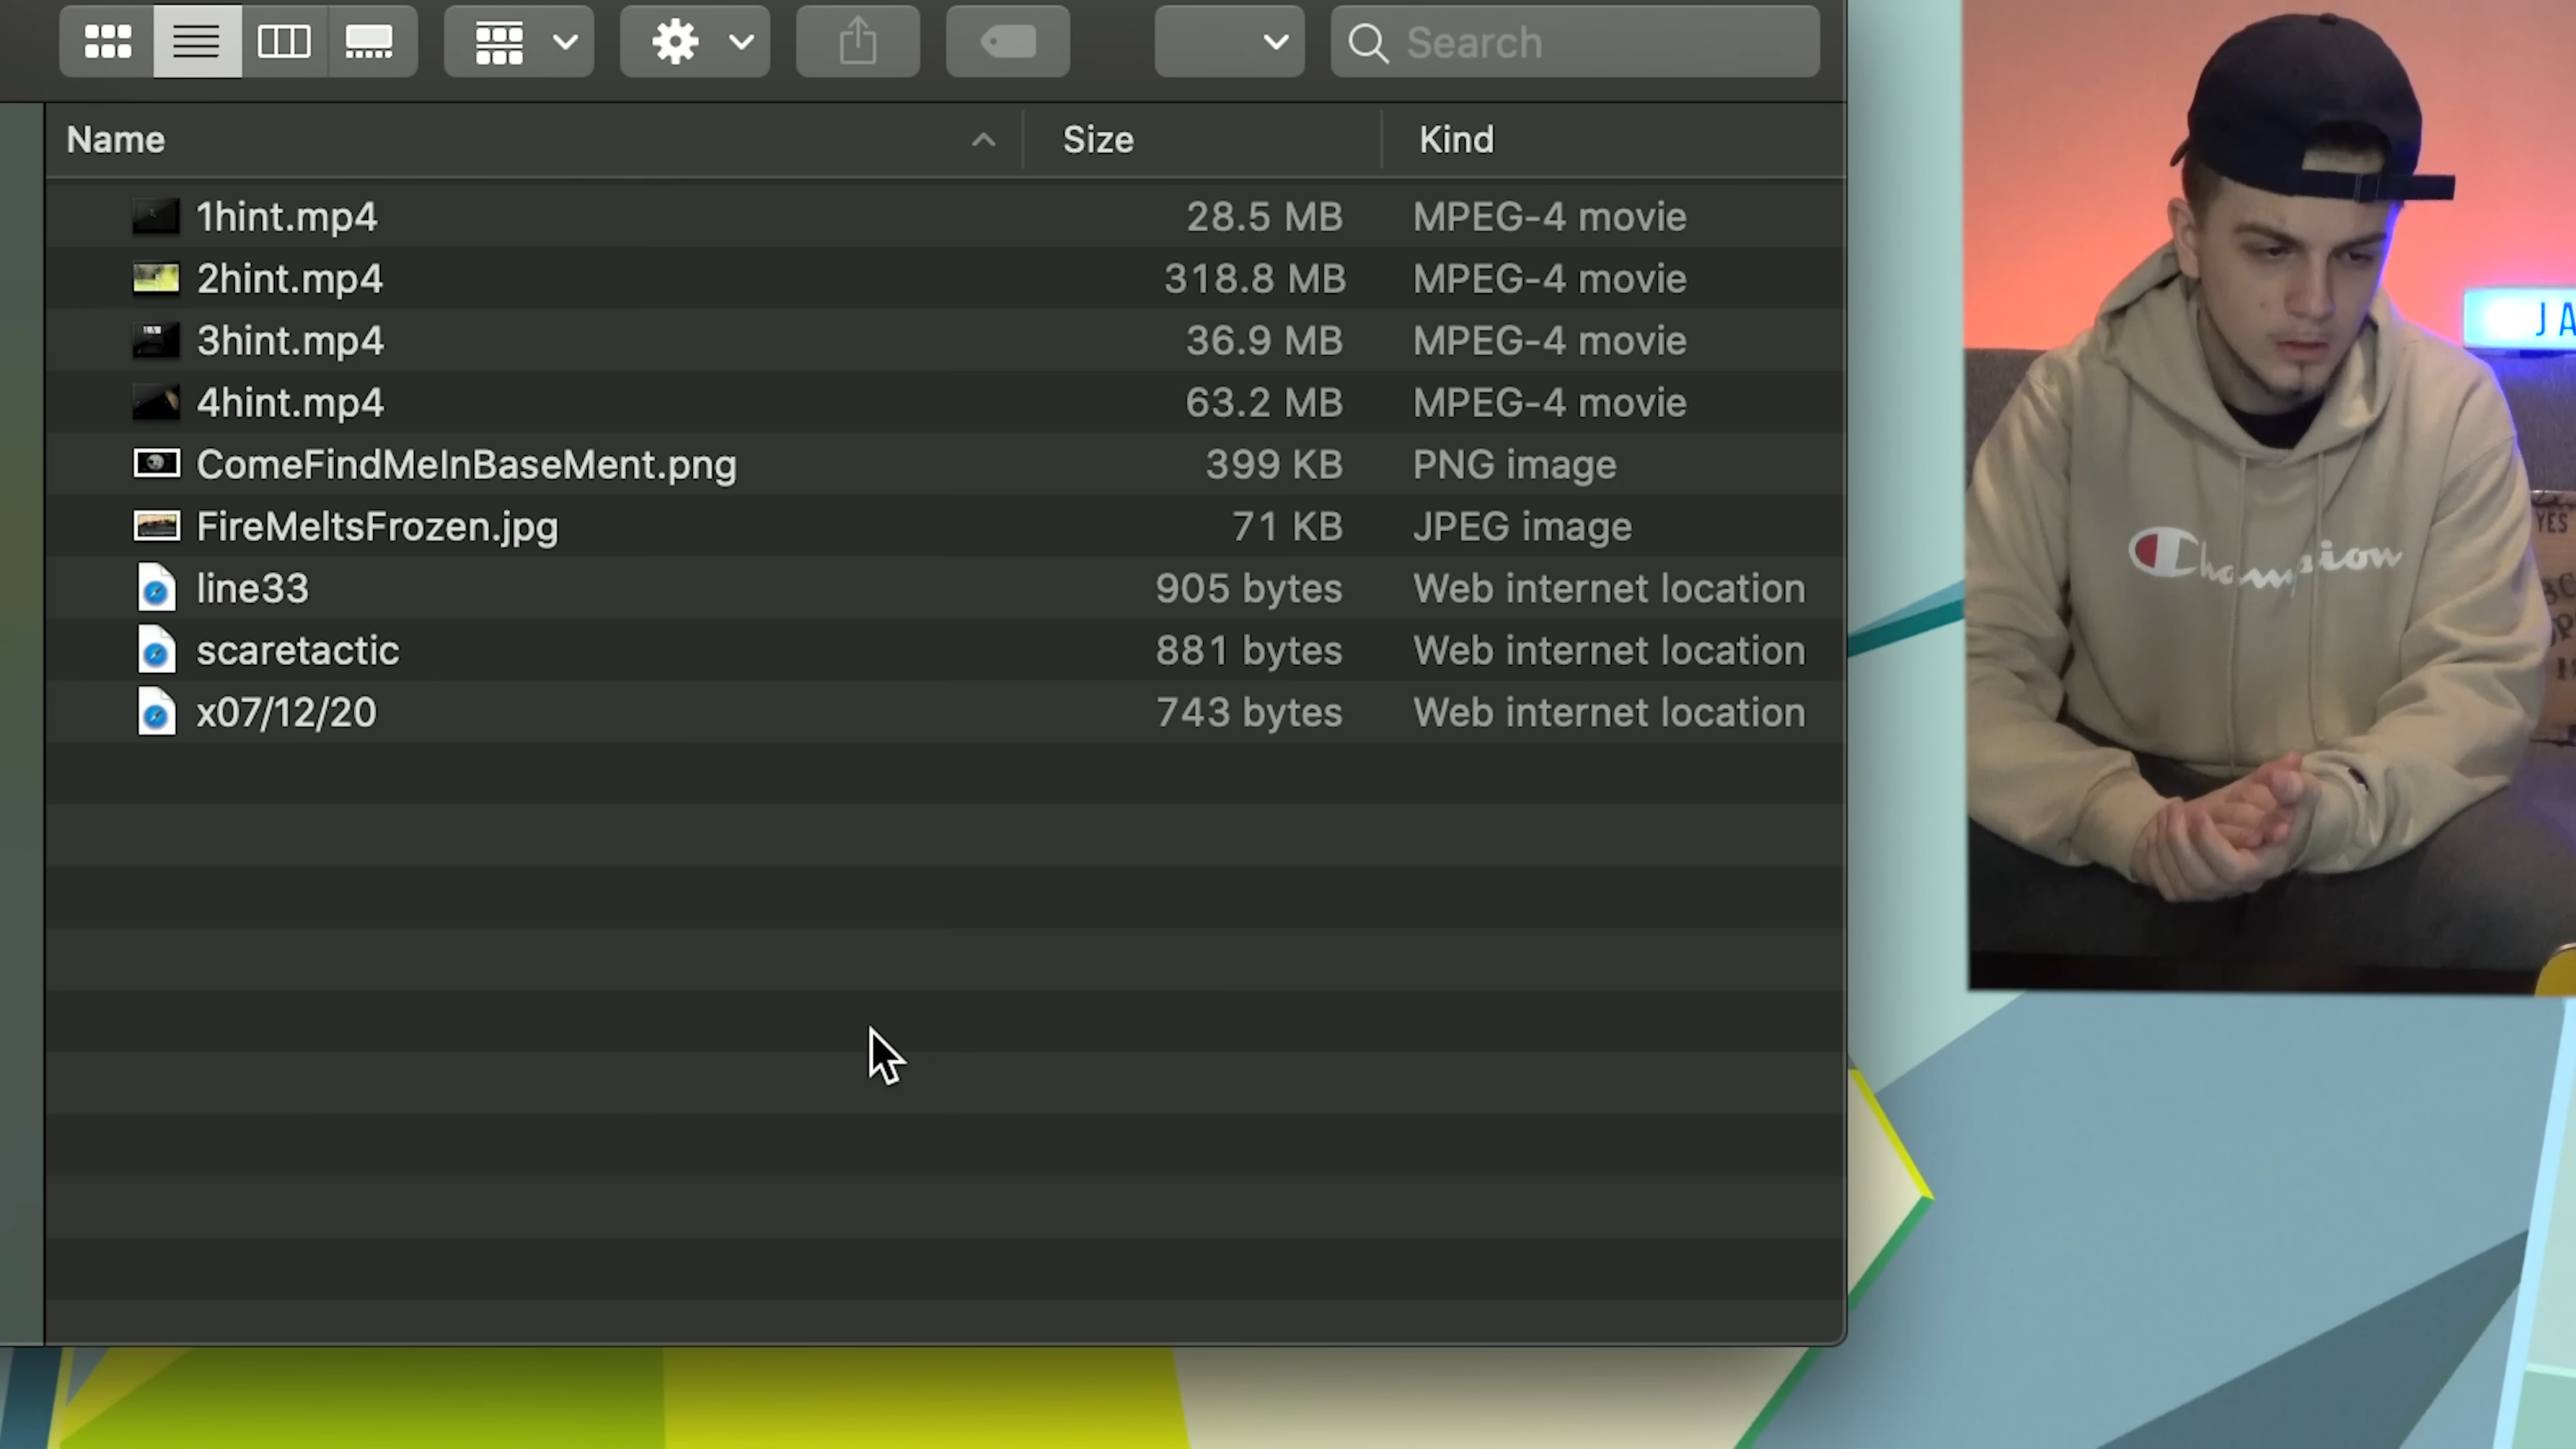 Search
Name Size Kind
1hint.mp4 28.5 MB MPEG-4 movie
2hint.mp4 318.8 MB MPEG-4 movie
3hint.mp4 36.9 MB MPEG-4 movie
4hint.mp4 63.2 MB MPEG-4 movie
ComeFindMeInBaseMent.png 399 KB PNG image
FireMeltsFrozen.jpg 71 KB JPEG image
line33 905 bytes Web internet location
scaretactic 881 bytes Web internet location
x07/12/20 743 bytes Web internet location
JA
Champion
YES